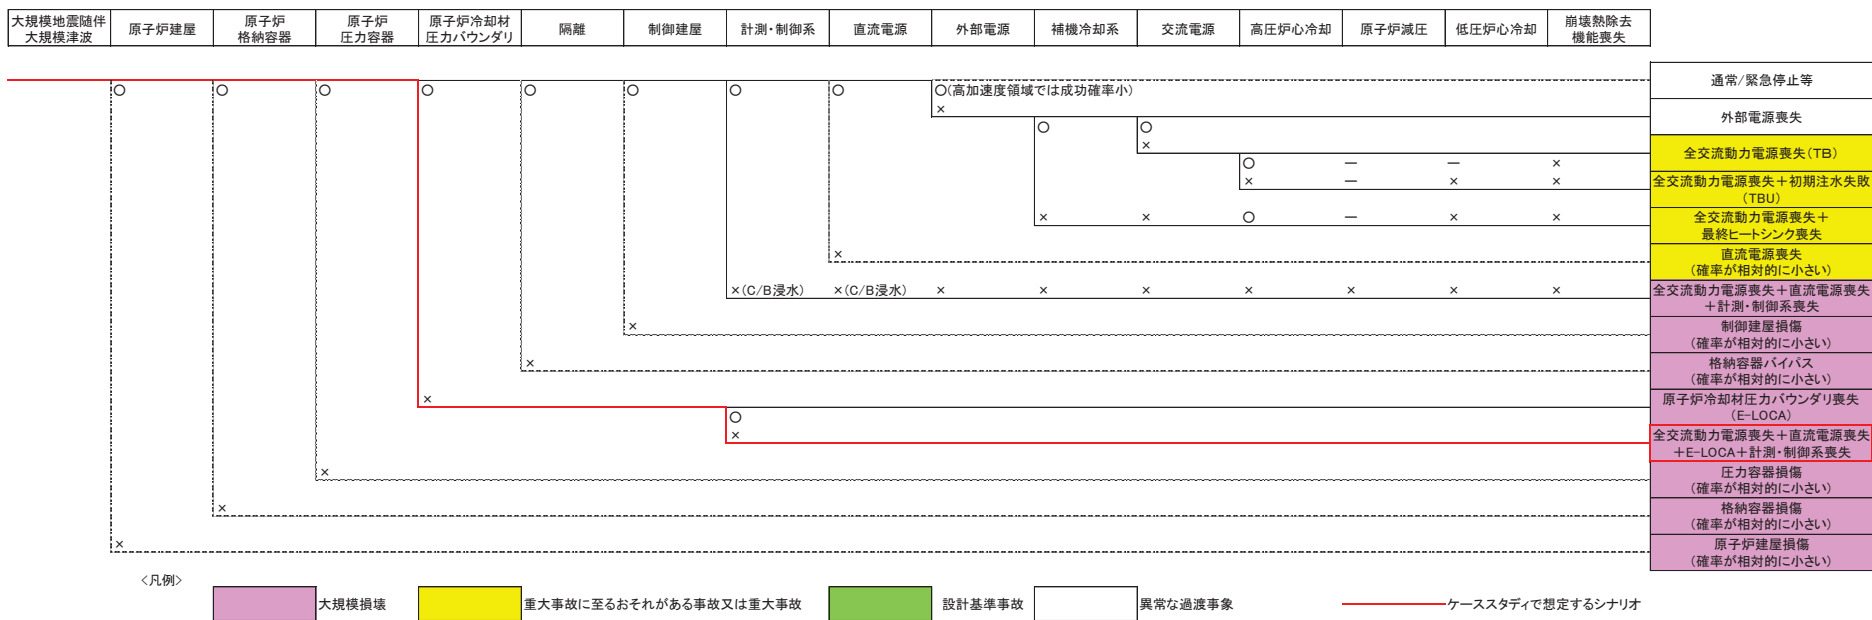 大規模地震随伴
大規模津波
原子炉建屋
原子炉
格納容器
原子炉
圧力容器
原子炉冷却材
圧力バウンダリ
隔離
制御建屋
計測・制御系
直流電源
外部電源
補機冷却系
交流電源
高圧炉心冷却
原子炉減圧
低圧炉心冷却
崩壊熱除去
機能喪失
通常/緊急停止等
○ ○ ○ ○ ○ ○ ○ ○ ○(高加速度領域では成功確率小)
×
外部電源喪失
○ ○
×
全交流動力電源喪失(TB)
○ － － ×
× － × ×
全交流動力電源喪失＋初期注水失敗
(TBU)
× × ○ － × ×
全交流動力電源喪失＋
最終ヒートシンク喪失
×
直流電源喪失
(確率が相対的に小さい)
×(C/B浸水) ×(C/B浸水) × × × × × × ×
全交流動力電源喪失＋直流電源喪失
＋計測・制御系喪失
×
制御建屋損傷
(確率が相対的に小さい)
×
格納容器バイパス
(確率が相対的に小さい)
×
原子炉冷却材圧力バウンダリ喪失
(E-LOCA)
○
×
全交流動力電源喪失＋直流電源喪失
＋E-LOCA＋計測・制御系喪失
×
圧力容器損傷
(確率が相対的に小さい)
×
格納容器損傷
(確率が相対的に小さい)
×
原子炉建屋損傷
(確率が相対的に小さい)
<凡例>
大規模損壊
重大事故に至るおそれがある事故又は重大事故
設計基準事故
異常な過渡事象
ケーススタディで想定するシナリオ